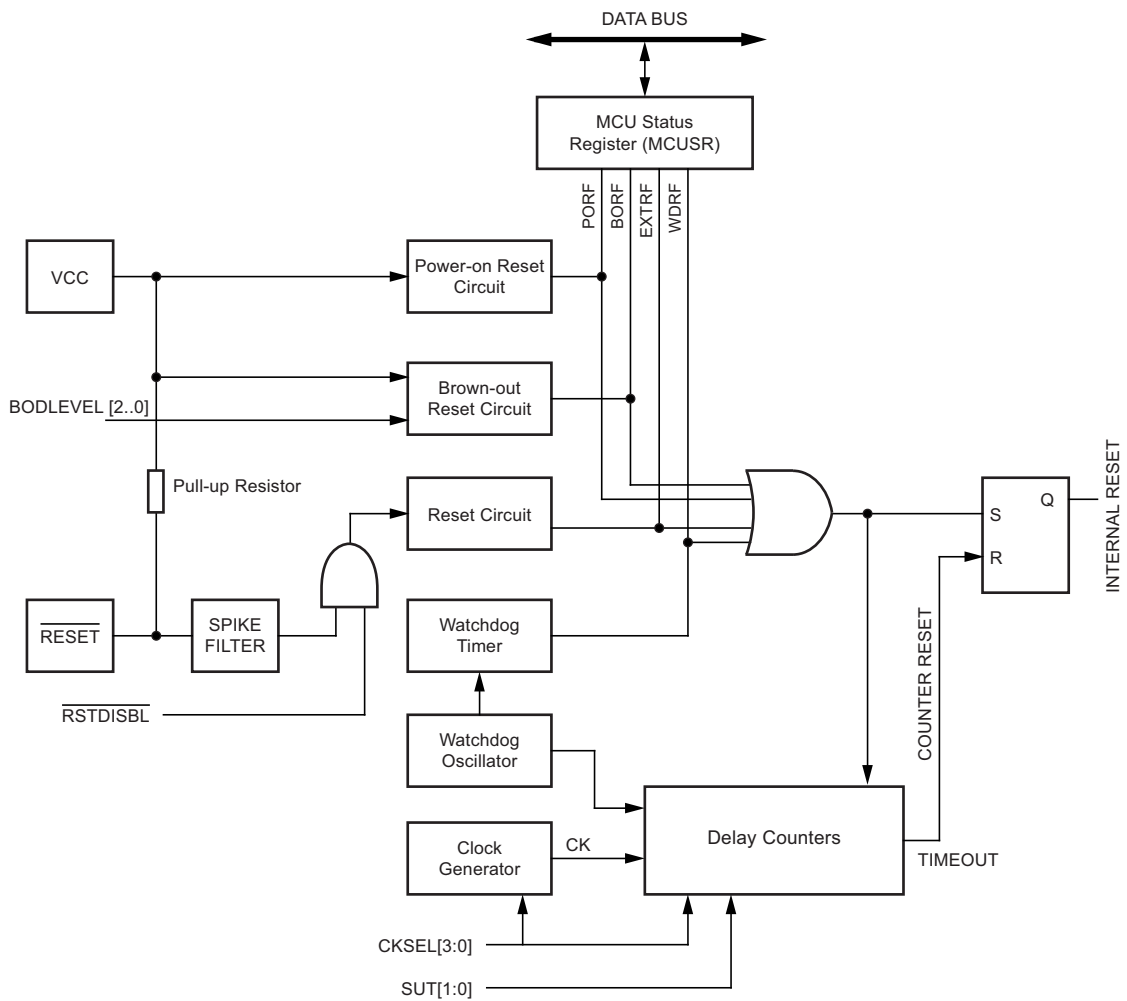 DATA BUS
MCU Status
Register (MCUSR)
PORF
BORF
EXTRF
WDRF
VCC
Power-on Reset
Circuit
BODLEVEL [2..0]
Brown-out
Reset Circuit
Pull-up Resistor
Reset Circuit
S
Q
R
INTERNAL RESET
RESET
SPIKE
FILTER
Watchdog
Timer
RSTDISBL
Watchdog
Oscillator
COUNTER RESET
Clock
Generator
CK
Delay Counters
TIMEOUT
CKSEL[3:0]
SUT[1:0]